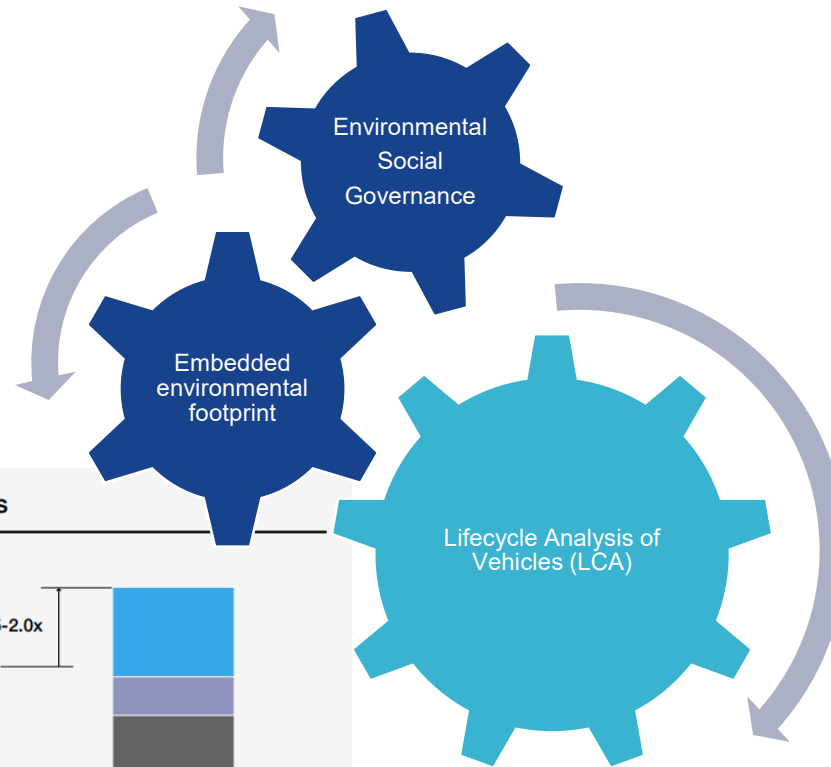 Environmental
Social
Governance
Embedded
environmental
footprint
Lifecycle Analysis of
Vehicles (LCA)
-2.0x